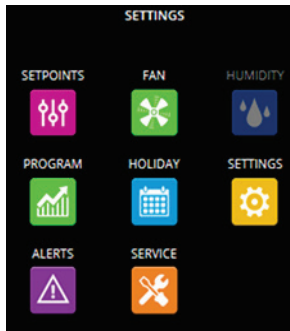 SETTINGS
SETPOINTS FAN HUMIDITY
PROGRAM HOLIDAY SETTINGS
ALERTS SERVICE